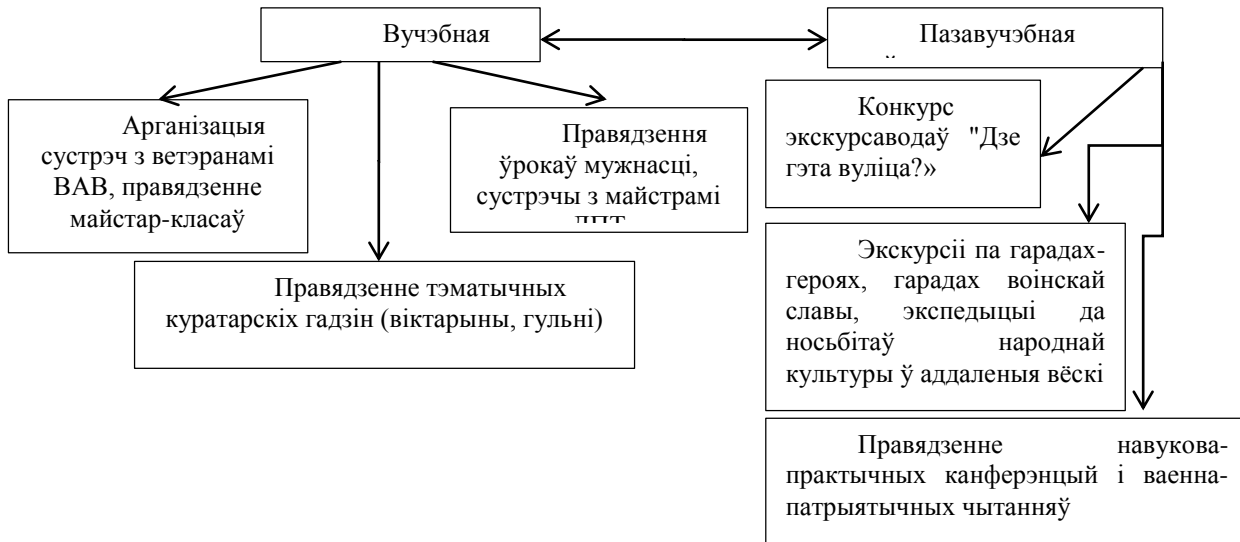 Вучэбная
Пазавучэбная
Арганізацыя
сустрэч з ветэранамі
ВАВ, правядзенне
майстар-класаў
Правядзення
ўрокаў мужнасці,
сустрэчы з майстрамі
Правядзенне тэматычных
куратарскіх гадзін (віктарыны, гульні)
Конкурс
экскурсаводаў "Дзе
гэта вуліца?»
Экскурсіі па гарадах-
героях, гарадах воінскай
славы, экспедыцыі да
носьбітаў народнай
культуры ў аддаленыя вёскі
Правядзенне навукова-
практычных канферэнцый і ваенна-
патрыятычных чытанняў